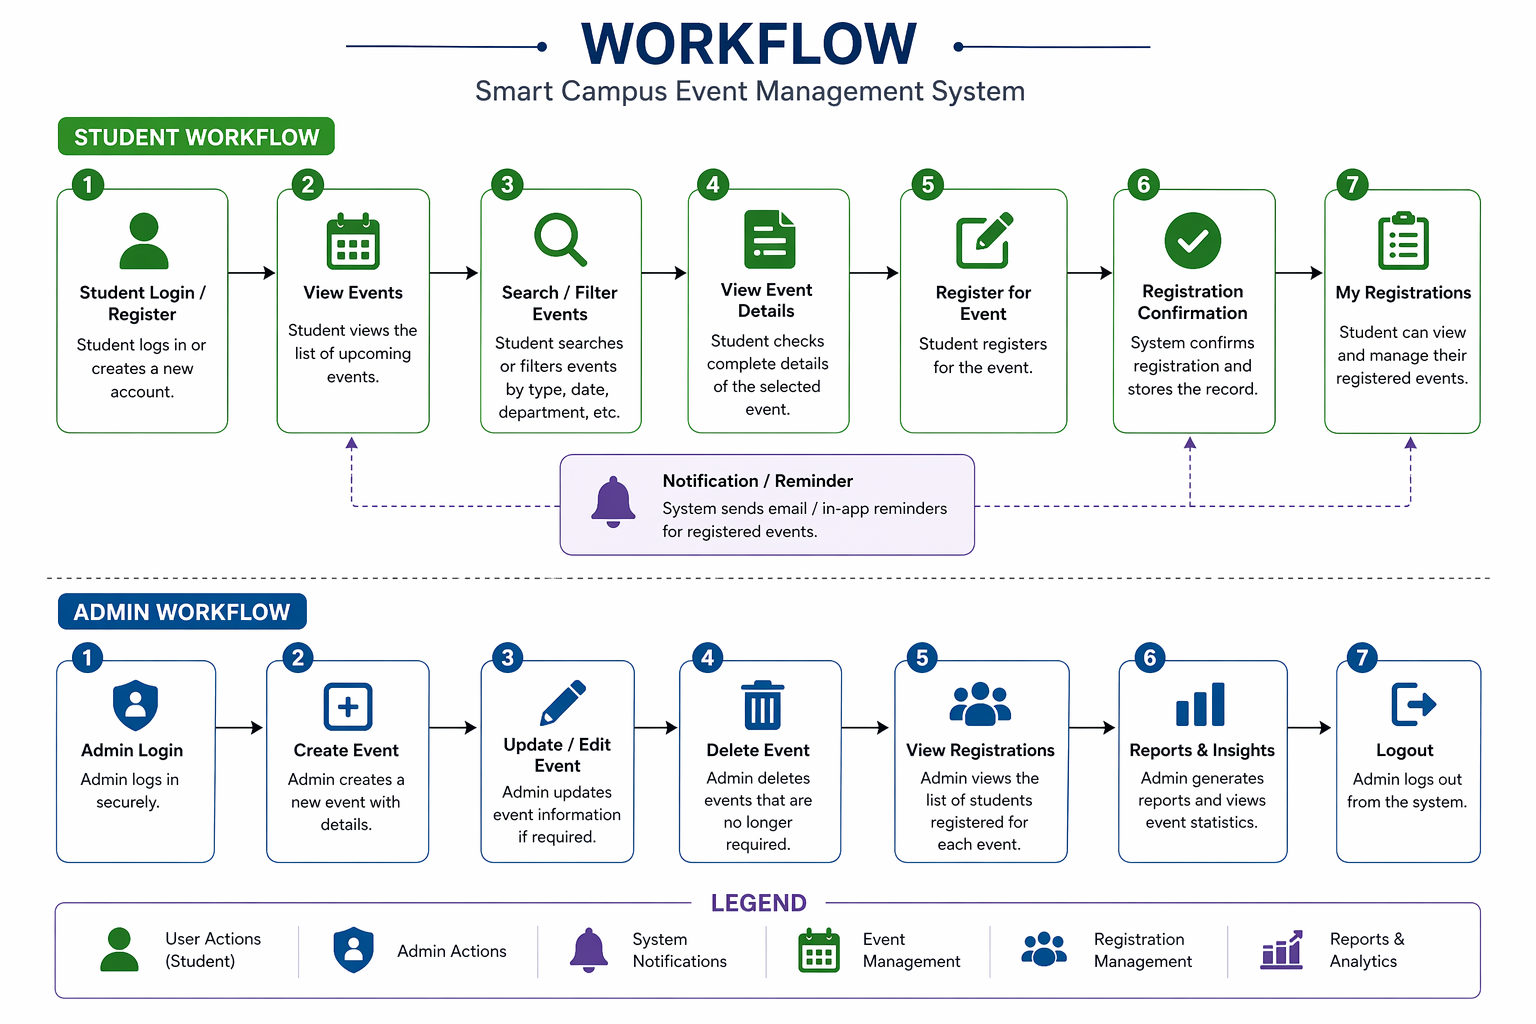 WORKFLOW
Smart Campus Event Management System
STUDENT WORKFLOW
1
Student Login /
Register
Student logs in or
creates a new
account.
2
View Events
Student views the
list of upcoming
events.
3
Search / Filter
Events
Student searches
or filters events
by type, date,
department, etc.
4
View Event
Details
Student checks
complete details
of the selected
event.
5
Register for
Event
Student registers
for the event.
6
Registration
Confirmation
System confirms
registration and
stores the record.
7
My Registrations
Student can view
and manage their
registered events.
Notification / Reminder
System sends email / in-app reminders
for registered events.
ADMIN WORKFLOW
1
Admin Login
Admin logs in
securely.
2
Create Event
Admin creates a
new event with
details.
3
Update / Edit
Event
Admin updates
event information
if required.
4
Delete Event
Admin deletes
events that are
no longer
required.
5
View Registrations
Admin views the
list of students
registered for
each event.
6
Reports & Insights
Admin generates
reports and views
event statistics.
7
Logout
Admin logs out
from the system.
LEGEND
User Actions
(Student)
Admin Actions
System
Notifications
Event
Management
Registration
Management
Reports &
Analytics